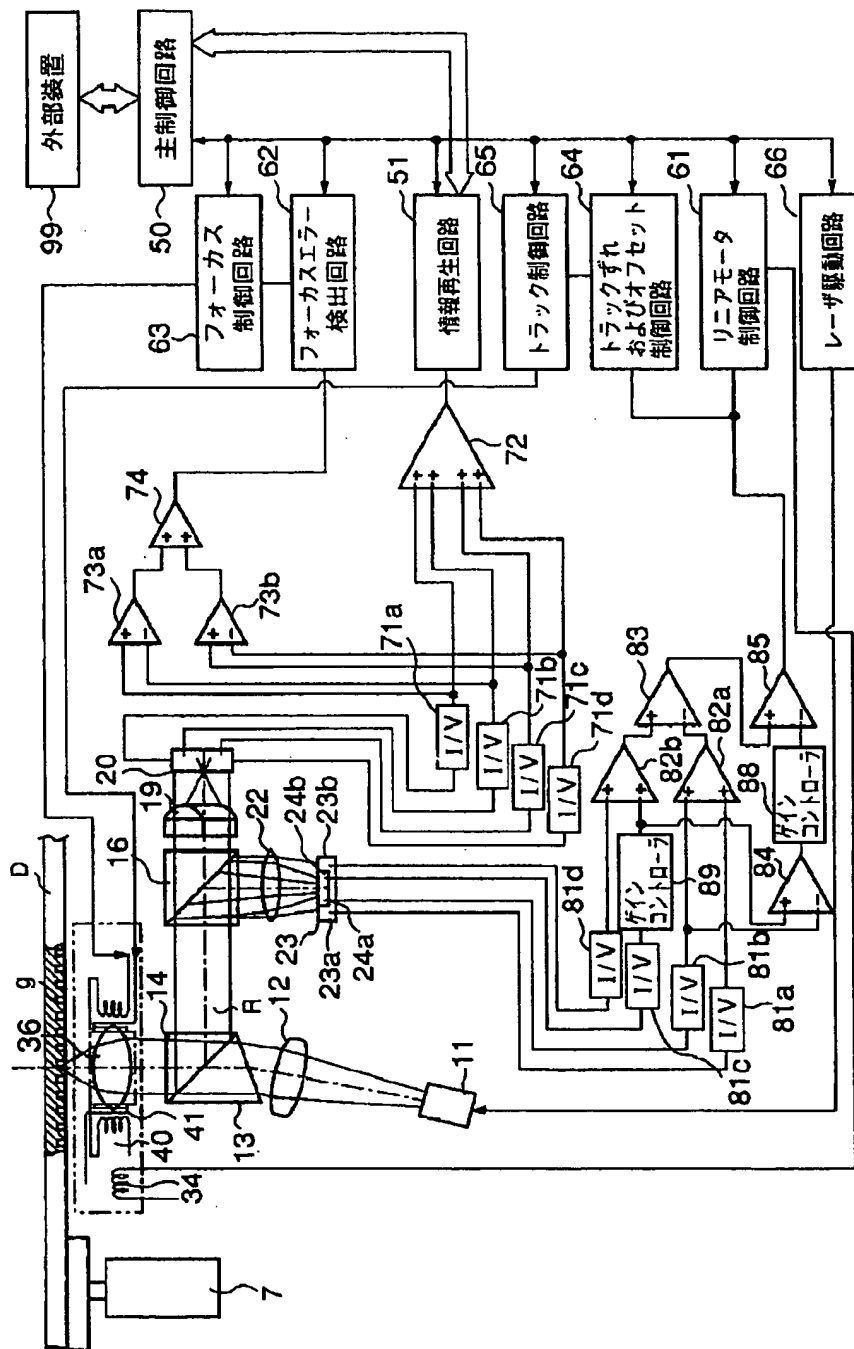 外部装置
99
主制御回路
50
フォーカス
制御回路
63
62
フォーカスエラー
検出回路
51
情報再生回路
65
トラック制御回路
64
トラックずれ
およびオフセット
制御回路
61
リニアモータ
制御回路
66
レーザ駆動回路
74
73a
73b
72
71a
I/V
71b
I/V
71c
I/V
71d
I/V
83
82b
82a
85
88
ゲイン
コントローラ
84
89
ゲイン
コントローラ
81d
I/V
81c
I/V
81b
I/V
81a
I/V
20
19
16
22
24b
23b
23
23a
24a
D
9
36
14
R
12
11
13
41
40
34
7
+
+
+
-
+
-
+
+
+
+
+
+
+
+
+
-
+
-
+
-